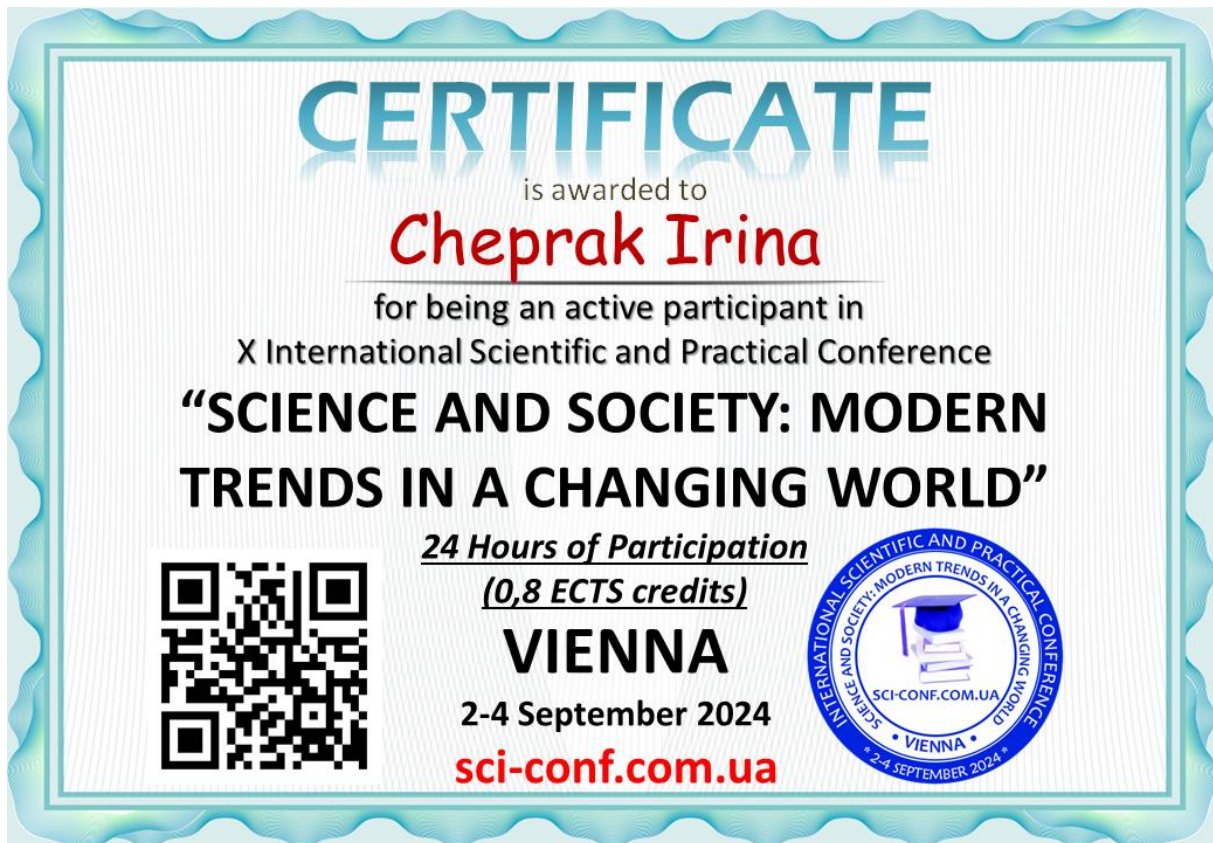 CERTIFICATE
is awarded to
Cheprak Irina
for being an active participant in
X International Scientific and Practical Conference
“SCIENCE AND SOCIETY: MODERN
TRENDS IN A CHANGING WORLD”
24 Hours of Participation
(0,8 ECTS credits)
VIENNA
2-4 September 2024
sci-conf.com.ua
INTERNATIONAL SCIENTIFIC AND PRACTICAL CONFERENCE
SCIENCE AND SOCIETY: MODERN TRENDS IN A CHANGING WORLD
SCI-CONF.COM.UA
• VIENNA •
* 2-4 SEPTEMBER 2024 *